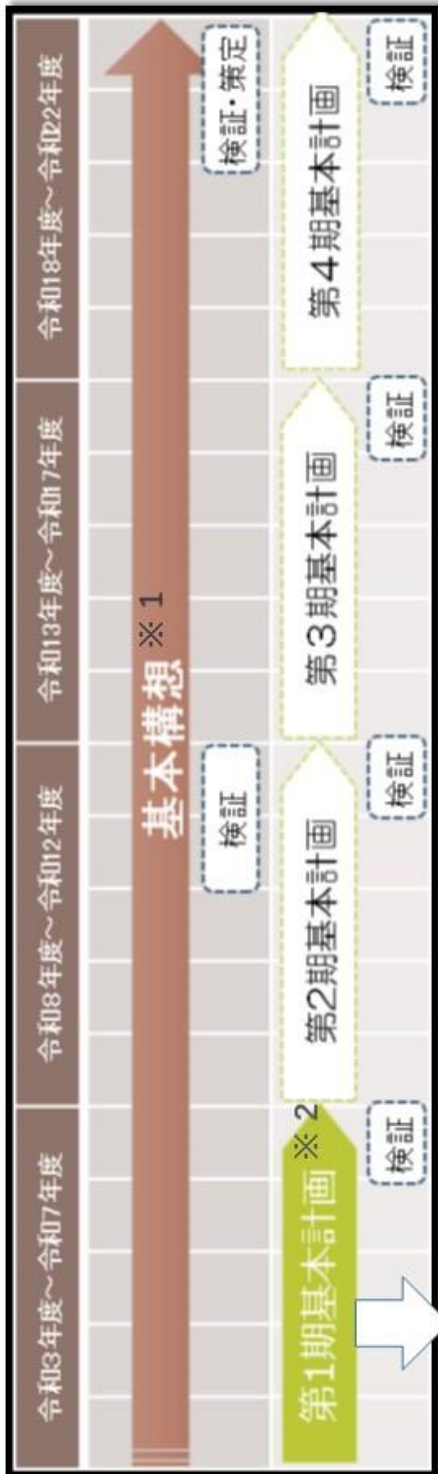 令和3年度～令和7年度
令和8年度～令和12年度
令和13年度～令和17年度
令和18年度～令和22年度
基本構想 ※1
検証
検証・策定
第1期基本計画 ※2
第2期基本計画
第3期基本計画
第4期基本計画
検証
検証
検証
検証